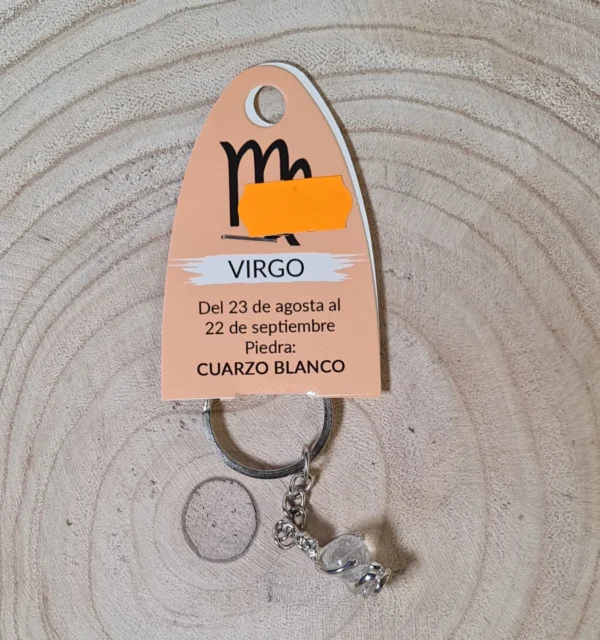 VIRGO
Del 23 de agosta al
22 de septiembre
Piedra:
CUARZO BLANCO